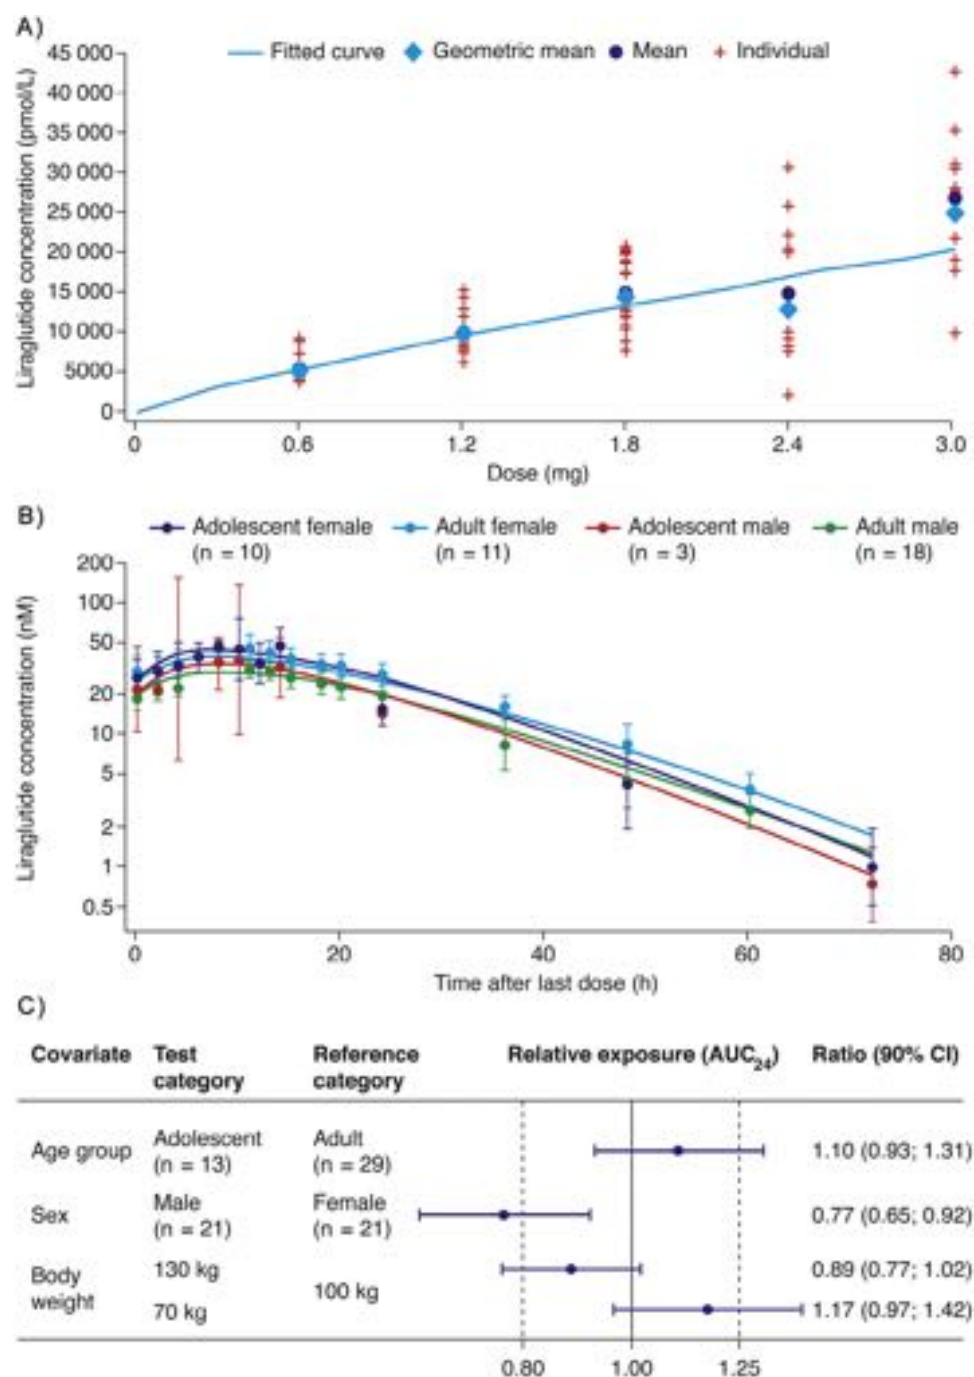 A)
Fitted curve Geometric mean Mean Individual
Liraglutide concentration (pmol/L)
45 000
40 000
35 000
30 000
25 000
20 000
15 000
10 000
5000
0
0 0.6 1.2 1.8 2.4 3.0
Dose (mg)
B)
Adolescent female (n = 10)
Adult female (n = 11)
Adolescent male (n = 3)
Adult male (n = 18)
Liraglutide concentration (nM)
200
100
50
20
10
5
2
1
0.5
0 20 40 60 80
Time after last dose (h)
C)
Covariate Test category Reference category Relative exposure (AUC24) Ratio (90% CI)
Age group Adolescent (n = 13) Adult (n = 29) 1.10 (0.93; 1.31)
Sex Male (n = 21) Female (n = 21) 0.77 (0.65; 0.92)
Body weight 130 kg 100 kg 0.89 (0.77; 1.02)
70 kg 1.17 (0.97; 1.42)
0.80 1.00 1.25